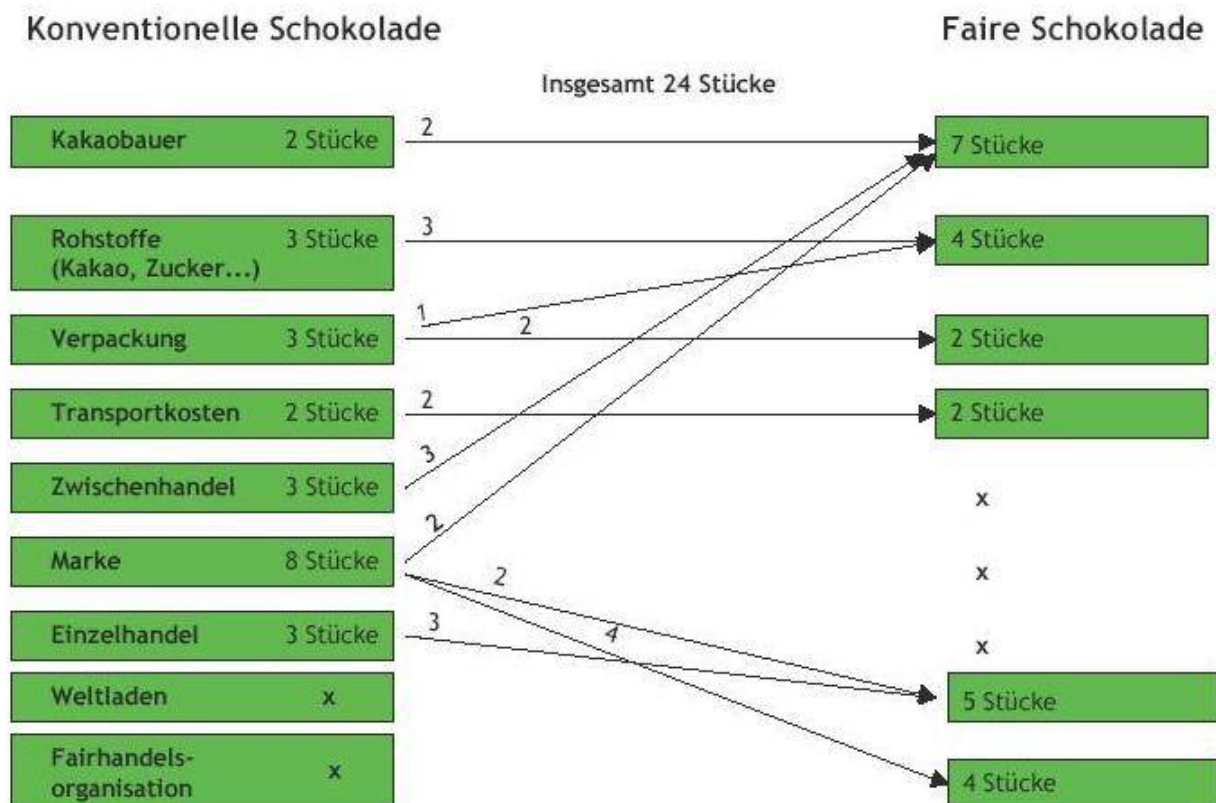 Konventionelle Schokolade
Faire Schokolade
Insgesamt 24 Stücke
Kakaobauer 2 Stücke
2
7 Stücke
Rohstoffe 3 Stücke
(Kakao, Zucker...)
3
4 Stücke
1
Verpackung 3 Stücke
2
2 Stücke
Transportkosten 2 Stücke
2
2 Stücke
3
Zwischenhandel 3 Stücke
x
2
Marke 8 Stücke
2
x
4
Einzelhandel 3 Stücke
3
x
Weltladen x
5 Stücke
Fairhandels-
organisation x
4 Stücke